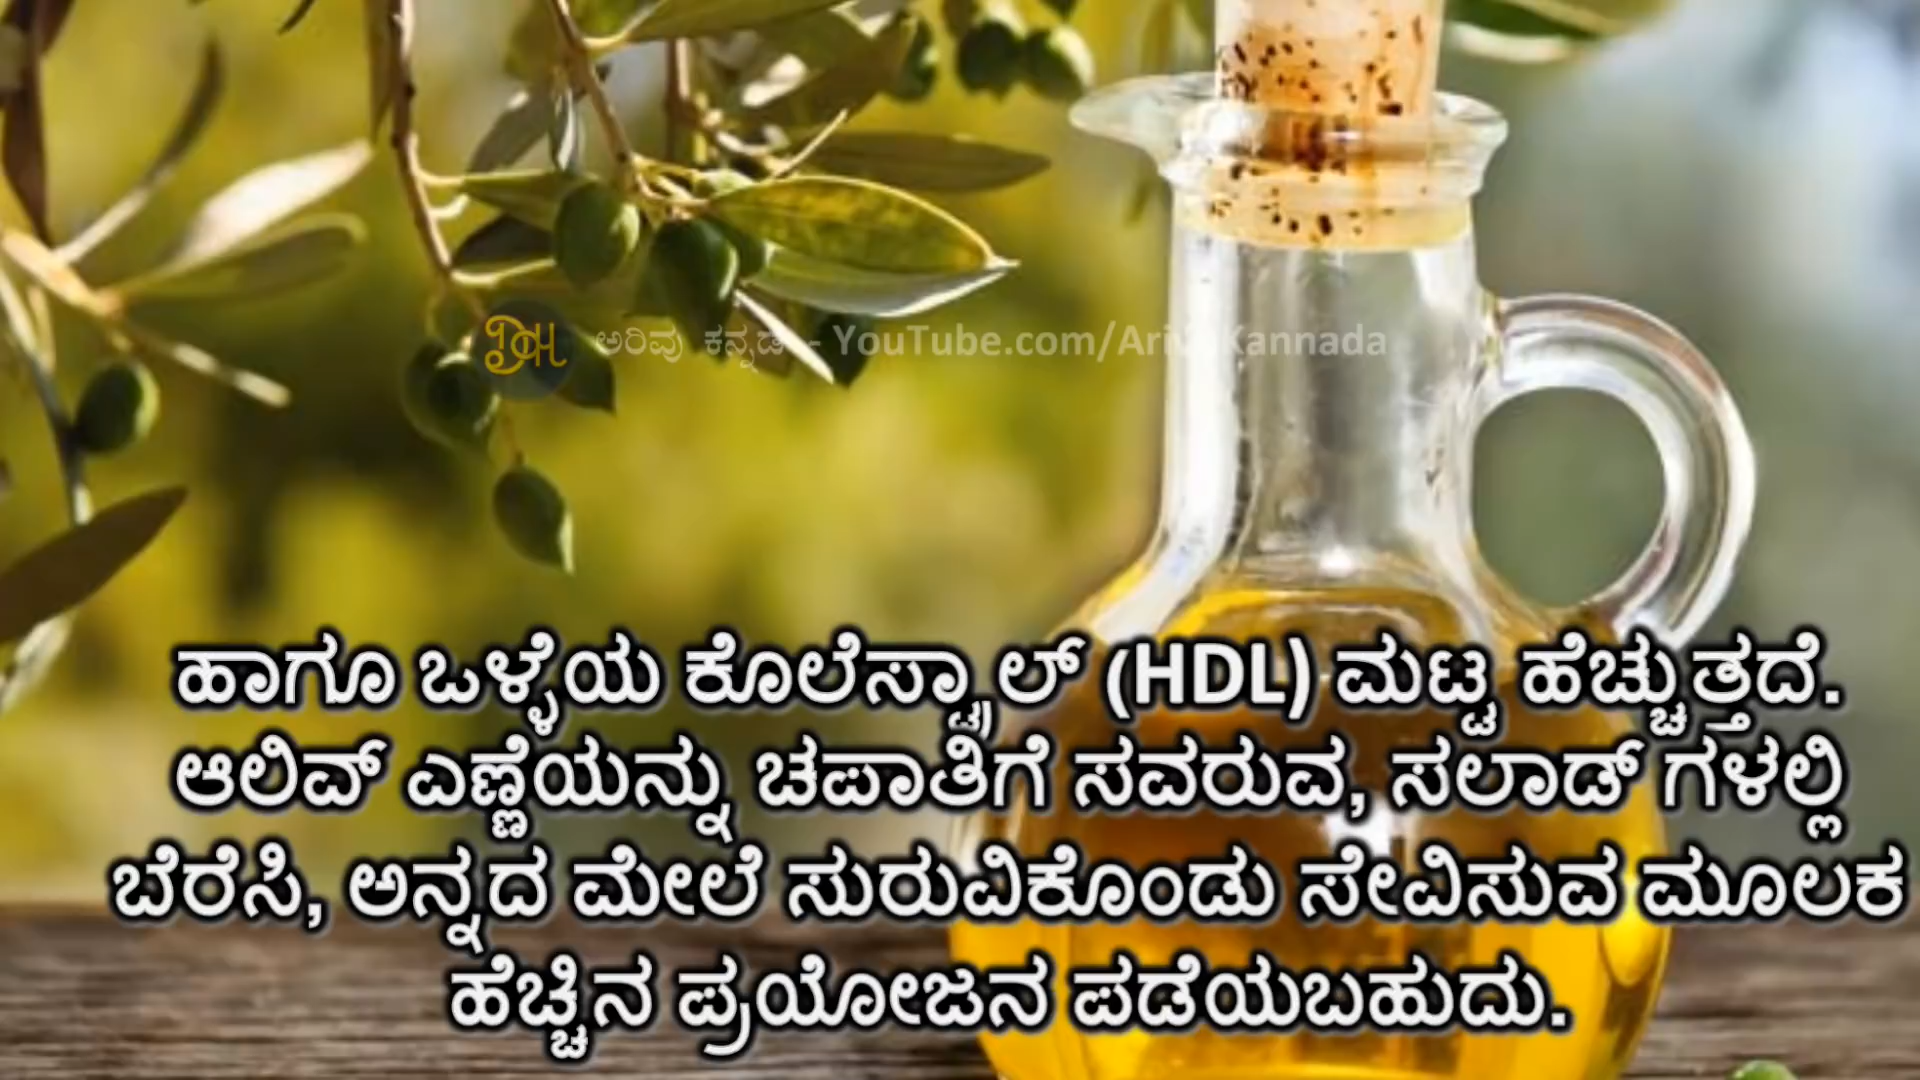 ಅರಿವು ಕನ್ನಡ - YouTube.com/Arivu Kannada
ಹಾಗೂ ಒಳ್ಳೆಯ ಕೊಲೆಸ್ಟ್ರಾಲ್ (HDL) ಮಟ್ಟ ಹೆಚ್ಚುತ್ತದೆ.
ಆಲಿವ್ ಎಣ್ಣೆಯನ್ನು ಚಪಾತಿಗೆ ಸವರುವ, ಸಲಾಡ್ ಗಳಲ್ಲಿ
ಬೆರೆಸಿ, ಅನ್ನದ ಮೇಲೆ ಸುರುವಿಕೊಂಡು ಸೇವಿಸುವ ಮೂಲಕ
ಹೆಚ್ಚಿನ ಪ್ರಯೋಜನ ಪಡೆಯಬಹುದು.